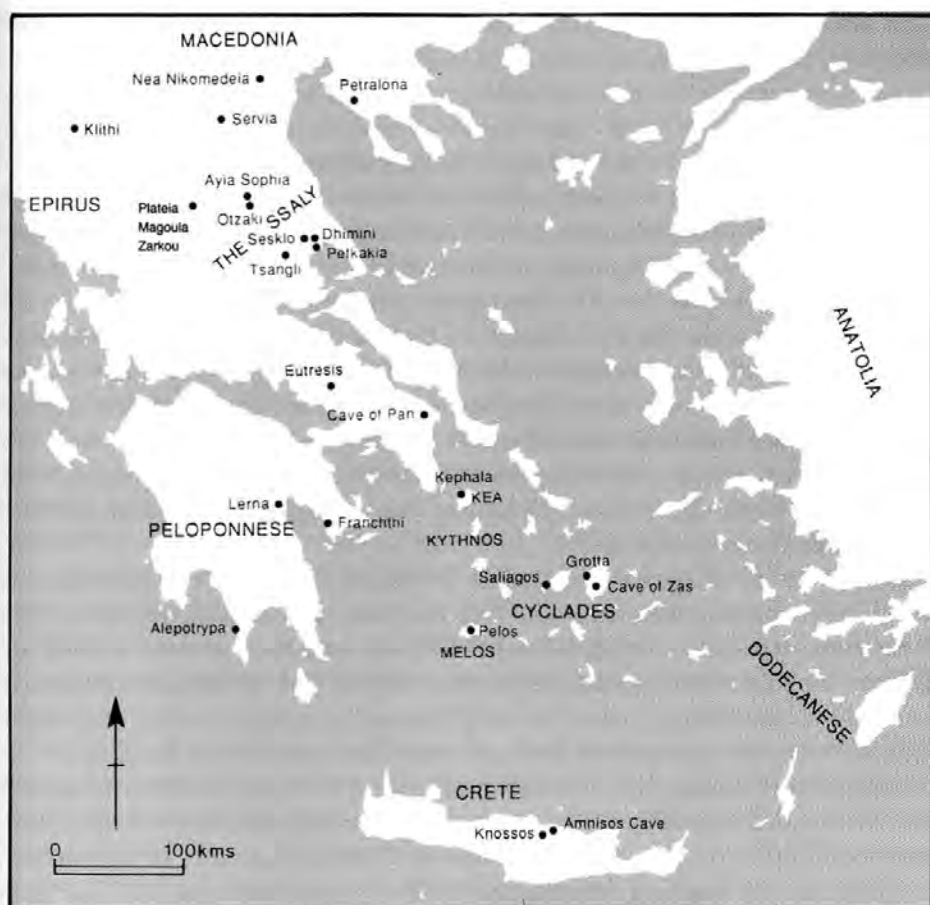 MACEDONIA
Nea Nikomedeia
Petralona
Servia
Klithi
Ayia Sophia
EPIRUS
Plateia
Magoula
Zarkou
Otzaki
THESSALY
Sesklo
Dhimini
Pefkakia
Tsangli
ANATOLIA
Eutresis
Cave of Pan
Kephala
KEA
Lerna
Franchthi
PELOPONNESE
KYTHNOS
Grotta
Saliagos
Cave of Zas
CYCLADES
Alepotrypa
Pelos
MELOS
DODECANESE
CRETE
Amnisos Cave
Knossos
0 100kms